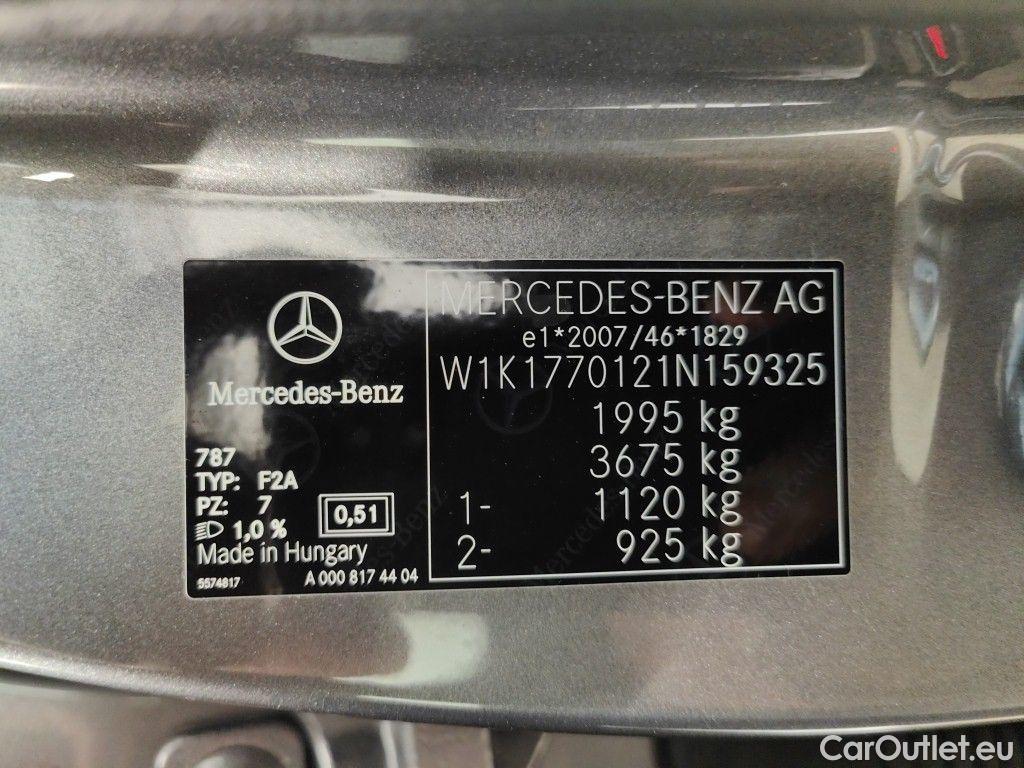 Mercedes-Benz
787
TYP: F2A
PZ: 7
1,0 %
0,51
Made in Hungary
5574817
A 000 817 44 04
MERCEDES-BENZ AG
e1*2007/46*1829
W1K1770121N159325
1995 kg
3675 kg
1- 1120 kg
2- 925 kg
CarOutlet.eu